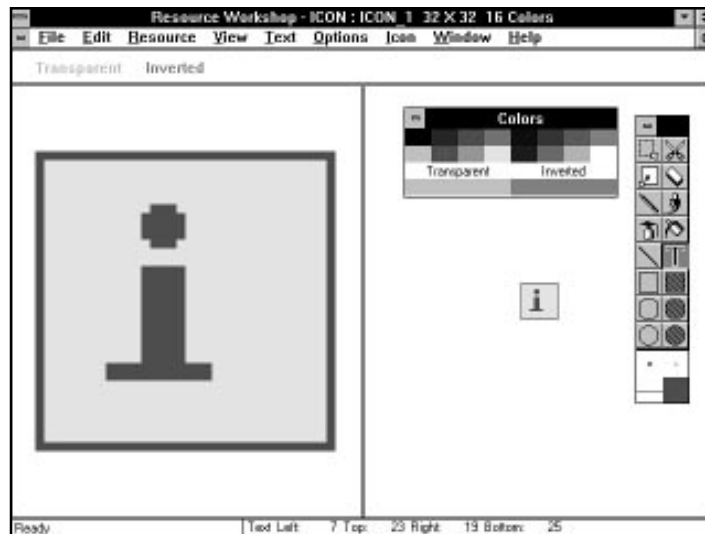 Resource Workshop - ICON : ICON_1 32 X 32 16 Colors
File Edit Resource View Text Options Icon Window Help
Transparent Inverted
Colors
Transparent Inverted
i
i
T
Ready Text Left: 7 Top: 23 Right: 19 Bottom: 25